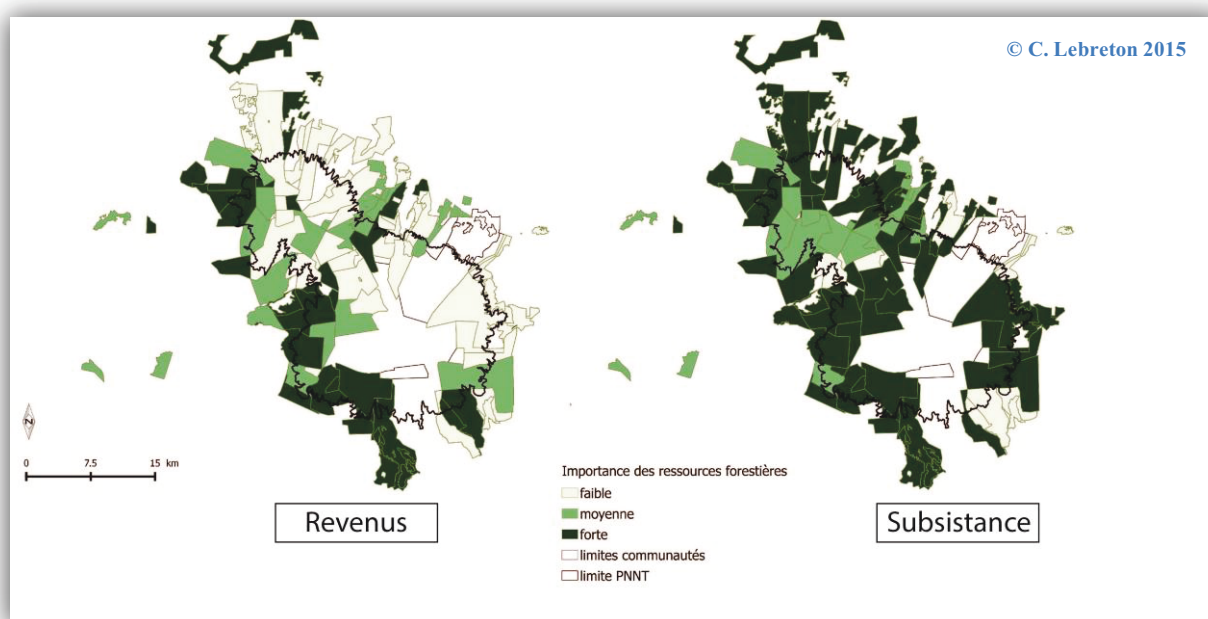 © C. Lebreton 2015
N
0 7.5 15 km
Importance des ressources forestières
faible
moyenne
forte
limites communautés
limite PNNT
Revenus
Subsistance